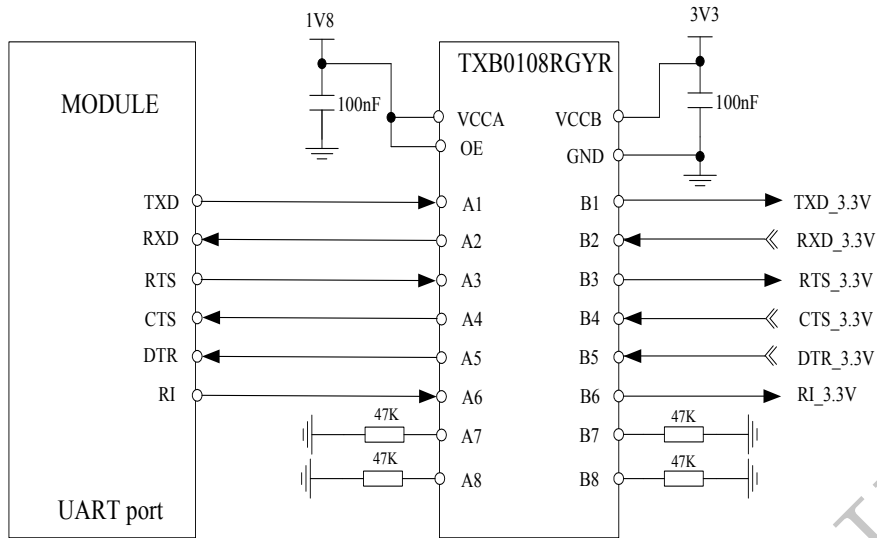 1V8
3V3
TXB0108RGYR
MODULE
100nF
100nF
VCCA
VCCB
OE
GND
TXD
A1
B1
TXD_3.3V
RXD
A2
B2
RXD_3.3V
RTS
A3
B3
RTS_3.3V
CTS
A4
B4
CTS_3.3V
DTR
A5
B5
DTR_3.3V
RI
A6
B6
RI_3.3V
47K
A7
B7
47K
47K
A8
B8
47K
UART port